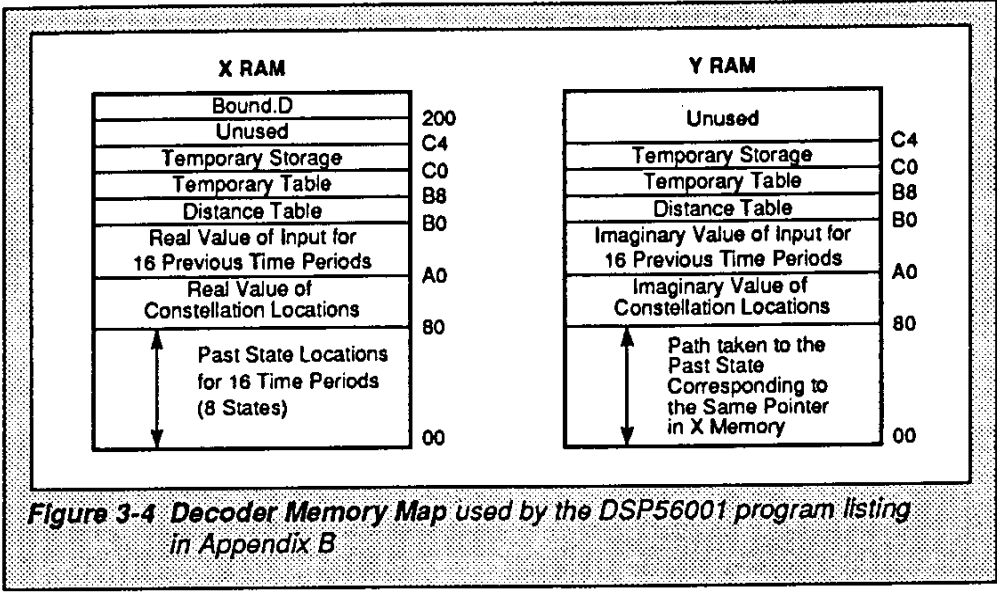 X RAM
Bound.D
200
Unused
C4
Temporary Storage
C0
Temporary Table
B8
Distance Table
B0
Real Value of Input for
16 Previous Time Periods
A0
Real Value of
Constellation Locations
80
Past State Locations
for 16 Time Periods
(8 States)
00
Y RAM
Unused
C4
Temporary Storage
C0
Temporary Table
B8
Distance Table
B0
Imaginary Value of Input for
16 Previous Time Periods
A0
Imaginary Value of
Constellation Locations
80
Path taken to the
Past State
Corresponding to
the Same Pointer
in X Memory
00
Figure 3-4 Decoder Memory Map used by the DSP56001 program listing
in Appendix B